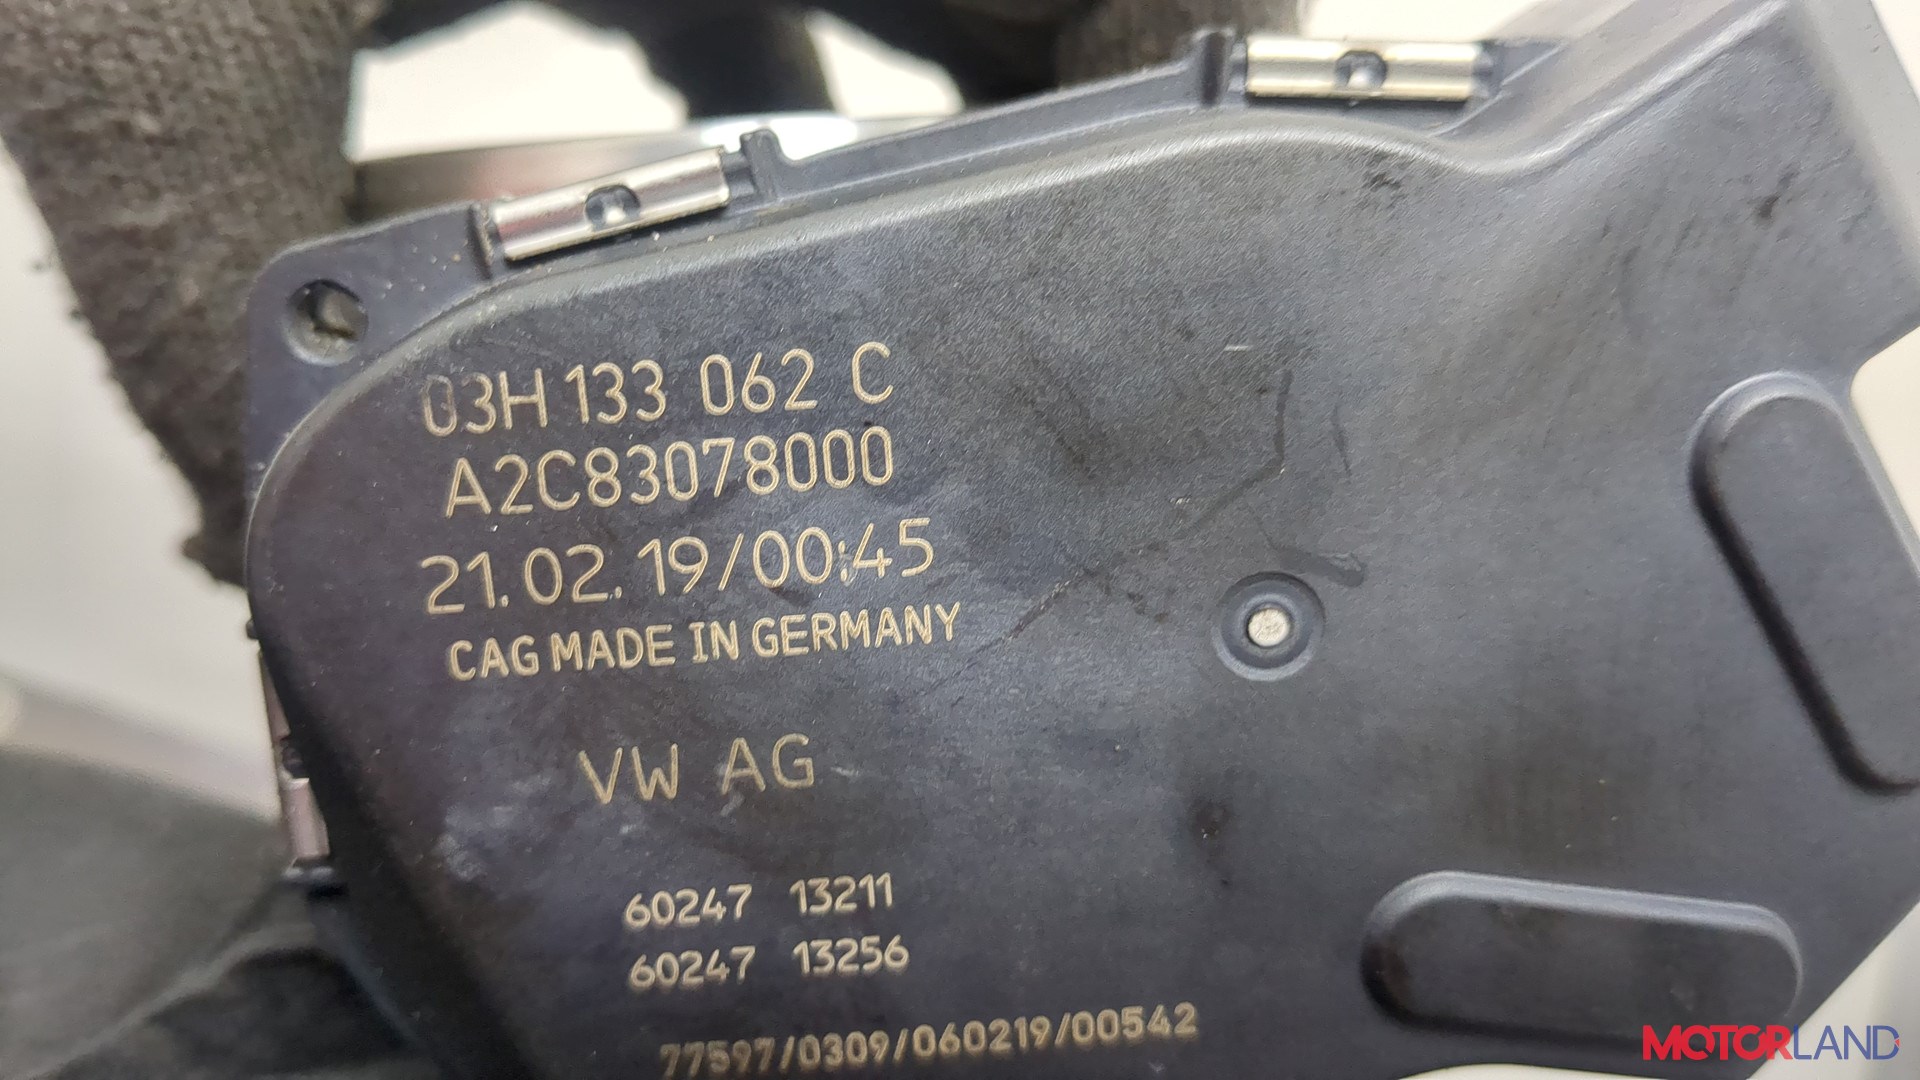 03H 133 062 C
A2C83078000
21.02.19/00:45
CAG MADE IN GERMANY
VW AG
60247 13211
60247 13256
77597/0309/060219/00542
MOTORLAND